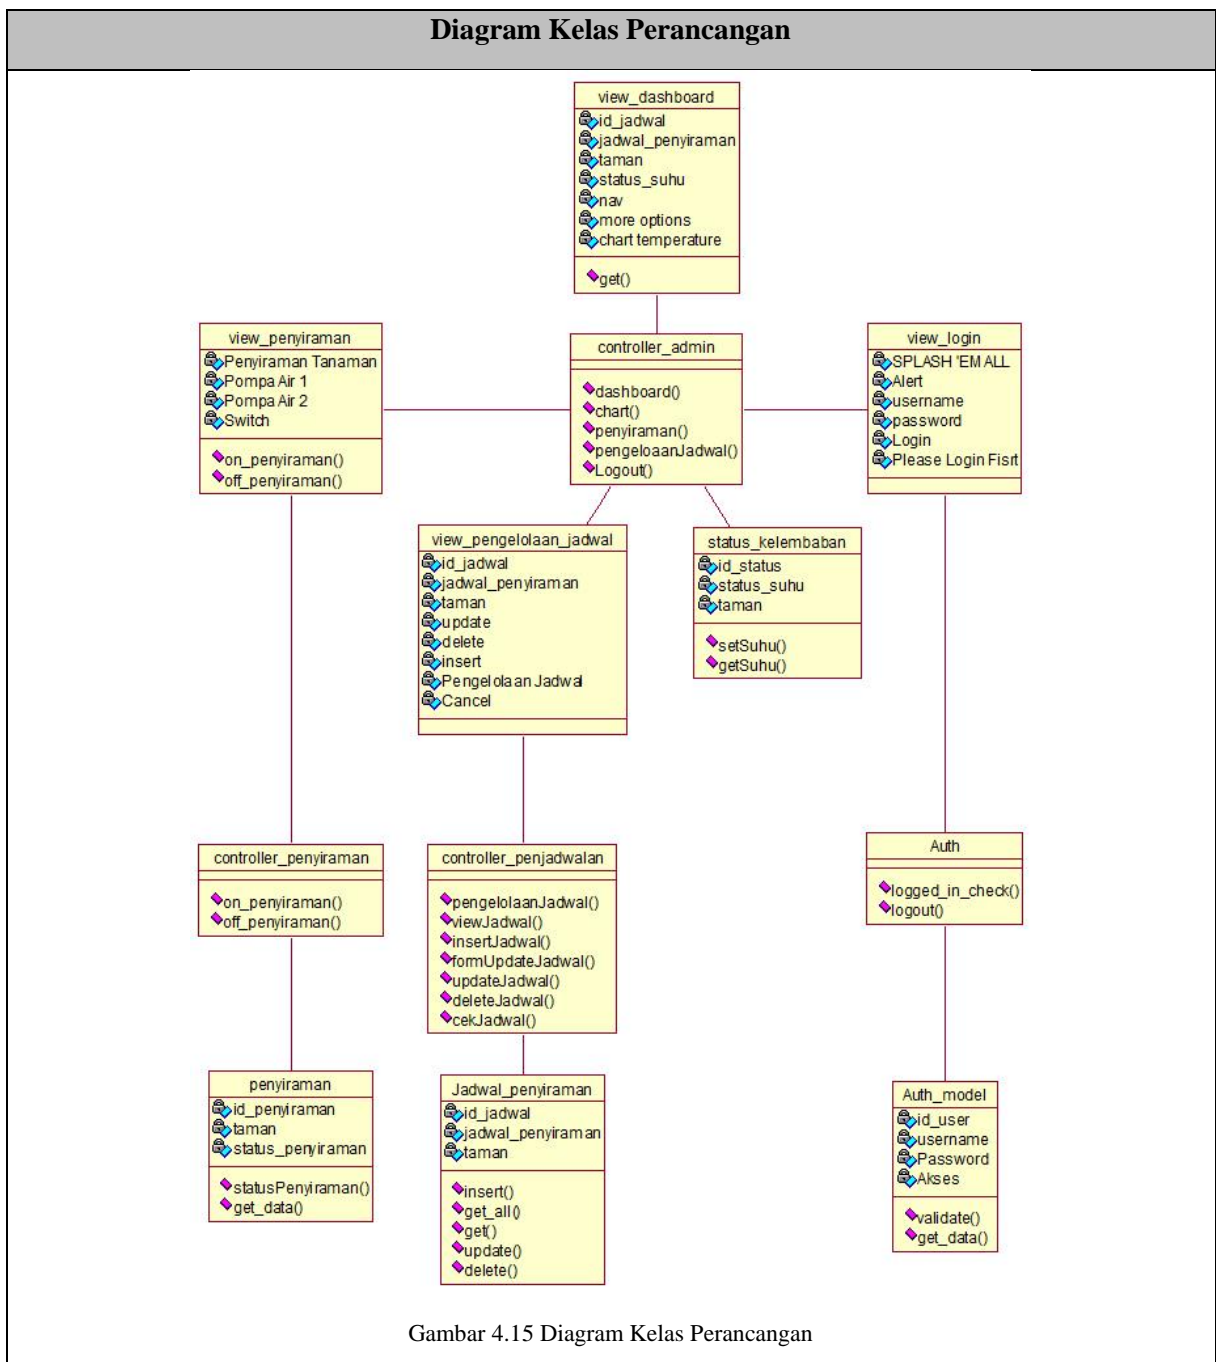 Diagram Kelas Perancangan
view_dashboard
id_jadwal
jadwal_penyiraman
taman
status_suhu
nav
more options
chart temperature
get()
view_penyiraman
Penyiraman Tanaman
Pompa Air 1
Pompa Air 2
Switch
on_penyiraman()
off_penyiraman()
controller_admin
dashboard()
chart()
penyiraman()
pengeloaanJadwal()
Logout()
view_login
SPLASH 'EM ALL
Alert
username
password
Login
Please Login Fisrt
view_pengelolaan_jadwal
id_jadwal
jadwal_penyiraman
taman
update
delete
insert
Pengelolaan Jadwal
Cancel
status_kelembaban
id_status
status_suhu
taman
setSuhu()
getSuhu()
controller_penyiraman
on_penyiraman()
off_penyiraman()
controller_penjadwalan
pengelolaanJadwal()
viewJadwal()
insertJadwal()
formUpdateJadwal()
updateJadwal()
deleteJadwal()
cekJadwal()
Auth
logged_in_check()
logout()
penyiraman
id_penyiraman
taman
status_penyiraman
statusPenyiraman()
get_data()
Jadwal_penyiraman
id_jadwal
jadwal_penyiraman
taman
insert()
get_all()
get()
update()
delete()
Auth_model
id_user
username
Password
Akses
validate()
get_data()
Gambar 4.15 Diagram Kelas Perancangan